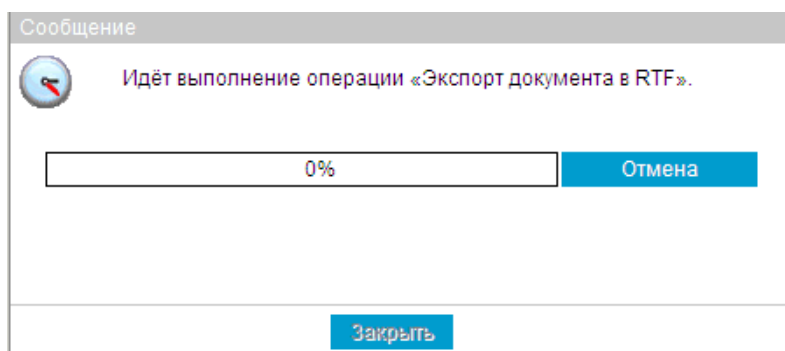 Сообщение
Идёт выполнение операции «Экспорт документа в RTF».
0%
Отмена
Закрыть